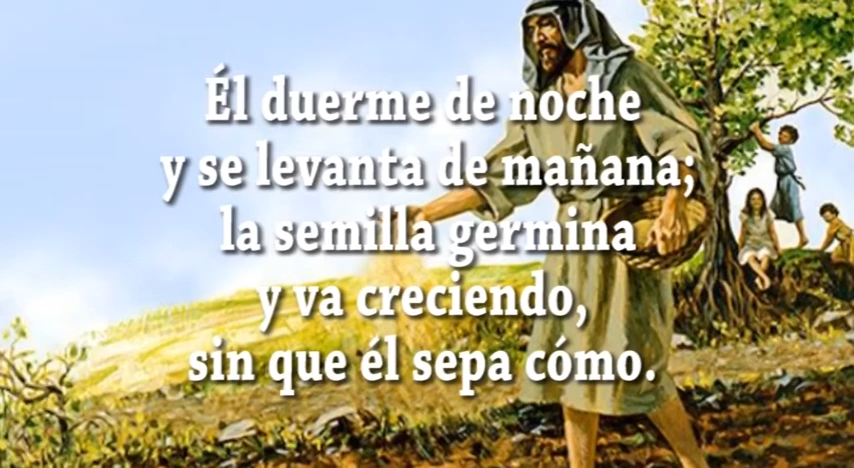 Él duerme de noche
y se levanta de mañana;
la semilla germina
y va creciendo,
sin que él sepa cómo.